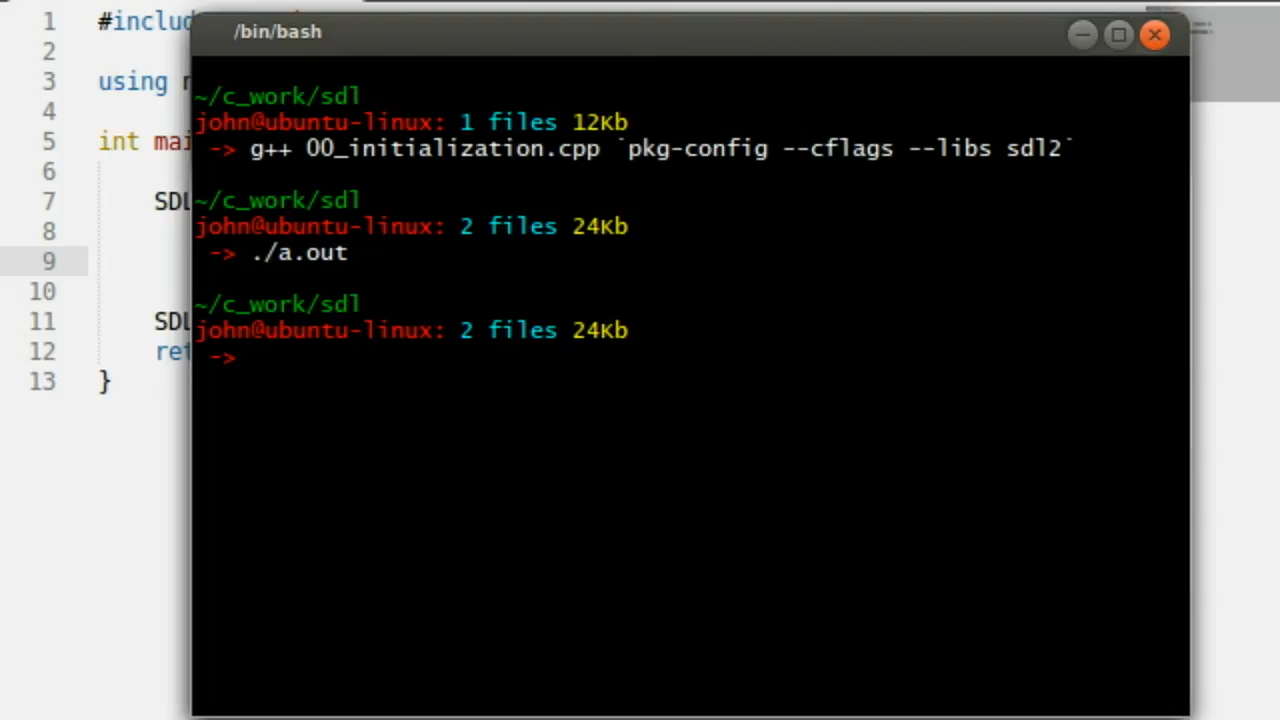 /bin/bash
1 #includ
2
3 using
4
5 int mai
6
7 SDL
8
9
10
11 SDL
12 ret
13 }
~/c_work/sdl
john@ubuntu-linux: 1 files 12Kb
-> g++ 00_initialization.cpp `pkg-config --cflags --libs sdl2`
~/c_work/sdl
john@ubuntu-linux: 2 files 24Kb
-> ./a.out
~/c_work/sdl
john@ubuntu-linux: 2 files 24Kb
->